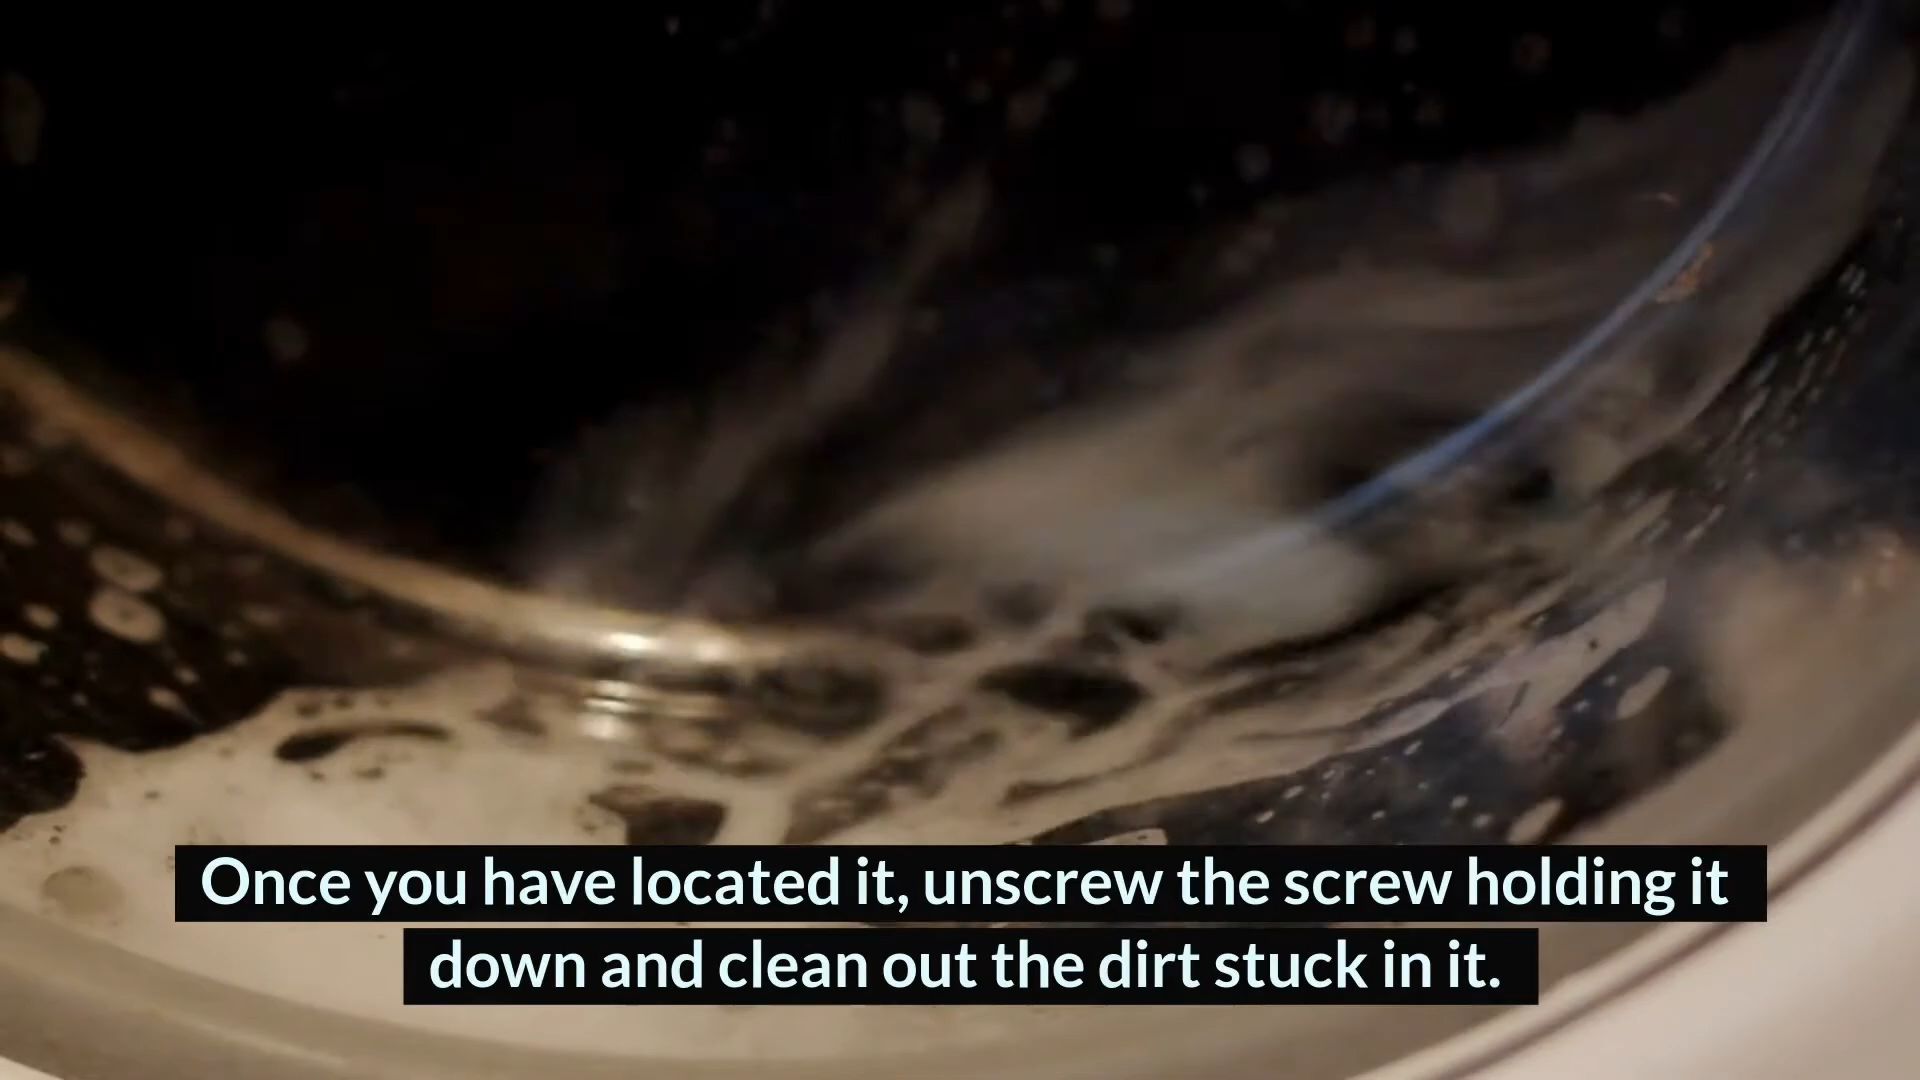 Once you have located it, unscrew the screw holding it
down and clean out the dirt stuck in it.